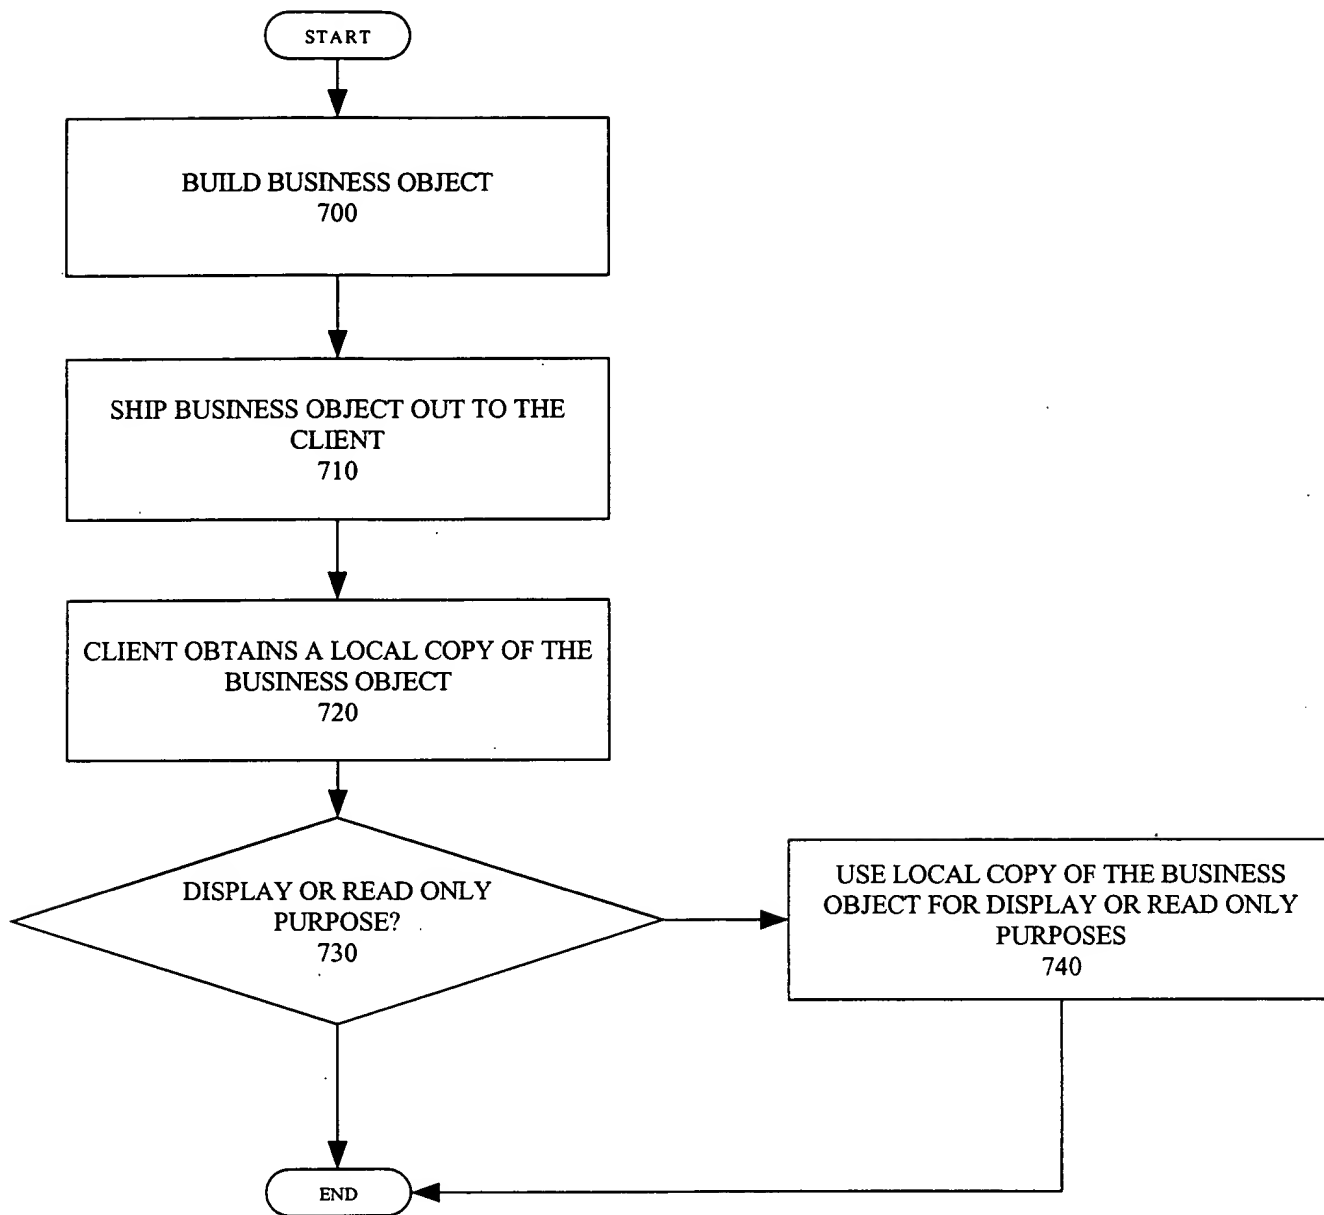 START
BUILD BUSINESS OBJECT
700
SHIP BUSINESS OBJECT OUT TO THE
CLIENT
710
CLIENT OBTAINS A LOCAL COPY OF THE
BUSINESS OBJECT
720
DISPLAY OR READ ONLY
PURPOSE?
730
USE LOCAL COPY OF THE BUSINESS
OBJECT FOR DISPLAY OR READ ONLY
PURPOSES
740
END